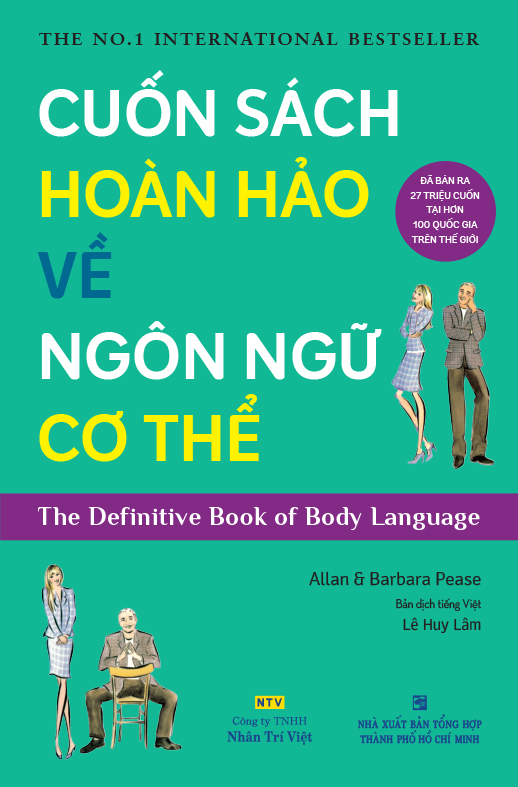 THE NO.1 INTERNATIONAL BESTSELLER
CUỐN SÁCH
HOÀN HẢO
VỀ
NGÔN NGỮ
CƠ THỂ
ĐÃ BÁN RA
27 TRIỆU CUỐN
TẠI HƠN
100 QUỐC GIA
TRÊN THẾ GIỚI
The Definitive Book of Body Language
Allan & Barbara Pease
Bản dịch tiếng Việt
Lê Huy Lâm
NTV
Công ty TNHH
Nhân Trí Việt
NHÀ XUẤT BẢN TỔNG HỢP
THÀNH PHỐ HỒ CHÍ MINH